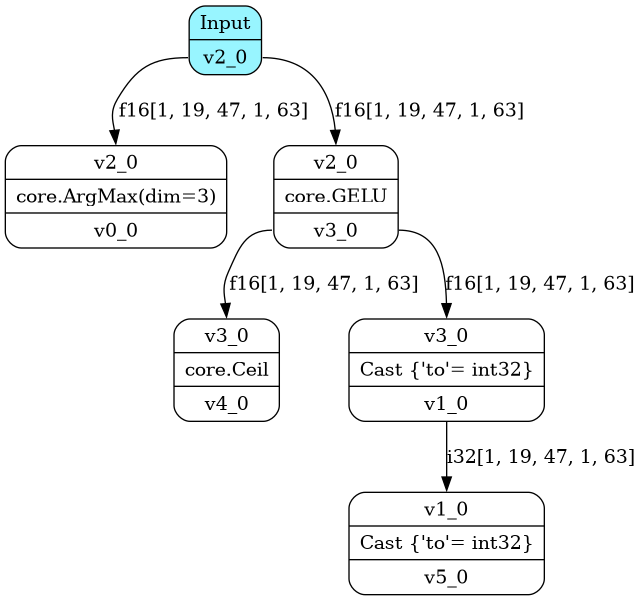 Input
v2_0
f16[1, 19, 47, 1, 63]
f16[1, 19, 47, 1, 63]
v2_0
core.ArgMax(dim=3)
v0_0
v2_0
core.GELU
v3_0
f16[1, 19, 47, 1, 63]
f16[1, 19, 47, 1, 63]
v3_0
core.Ceil
v4_0
v3_0
Cast {'to'= int32}
v1_0
i32[1, 19, 47, 1, 63]
v1_0
Cast {'to'= int32}
v5_0